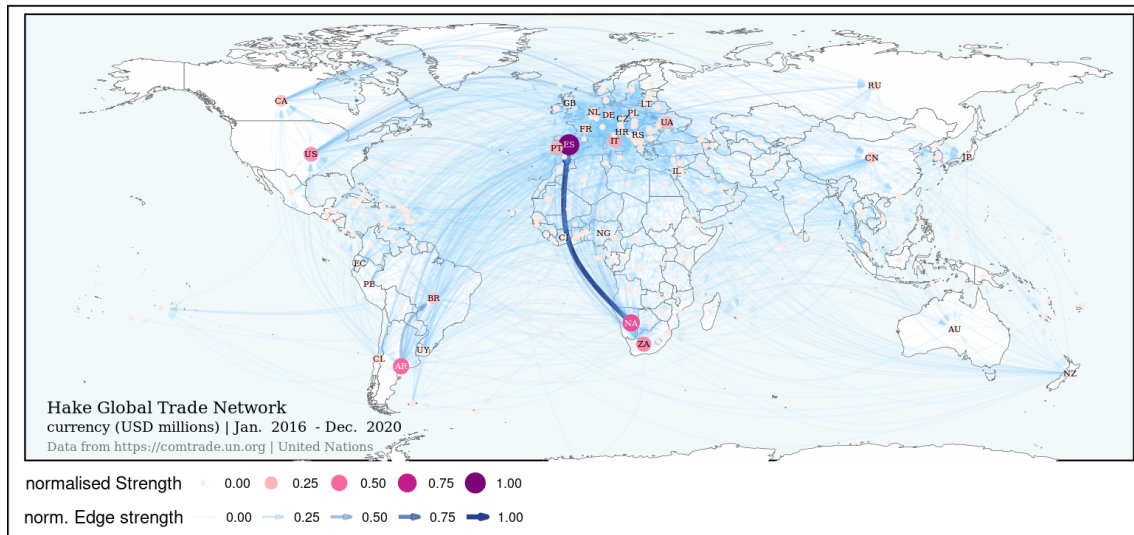 CA
RU
GB
NL
DE
PL
LT
CZ
UA
FR
HR
RS
IT
ES
PT
US
CN
JP
IL
NG
CI
EC
PE
BR
NA
ZA
AU
UY
CL
AR
NZ
Hake Global Trade Network
currency (USD millions) | Jan. 2016 - Dec. 2020
Data from https://comtrade.un.org | United Nations
normalised Strength 0.00 0.25 0.50 0.75 1.00
norm. Edge strength 0.00 0.25 0.50 0.75 1.00